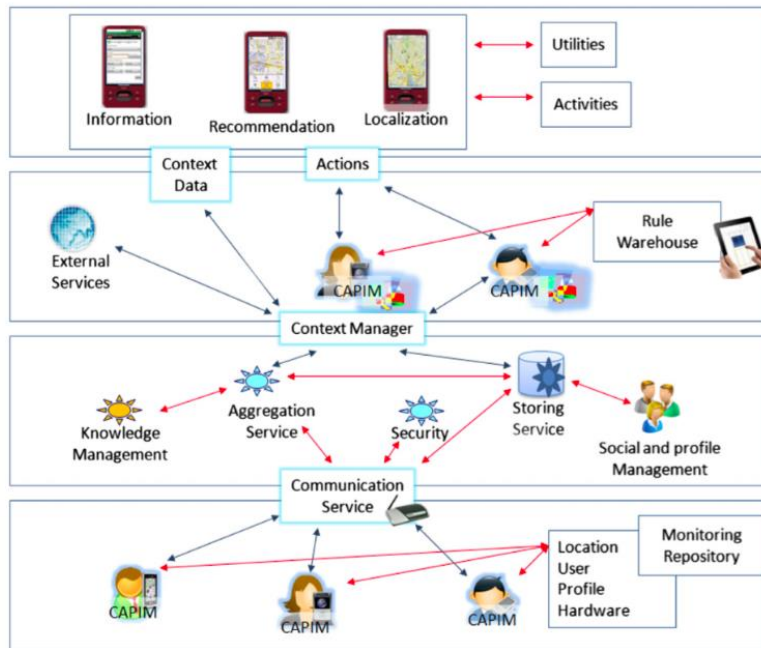 Information
Recommendation
Localization
Utilities
Activities
Context
Data
Actions
External
Services
CAPIM
CAPIM
Rule
Warehouse
Context Manager
Knowledge
Management
Aggregation
Service
Security
Storing
Service
Social and profile
Management
Communication
Service
CAPIM
CAPIM
CAPIM
Location
User
Profile
Hardware
Monitoring
Repository